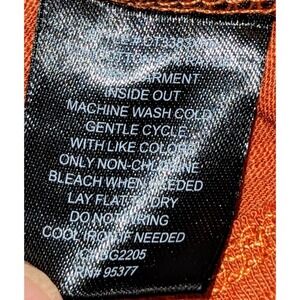 GARMENT
INSIDE OUT
MACHINE WASH COLD
GENTLE CYCLE
WITH LIKE COLORS
ONLY NON-CHLORINE
BLEACH WHEN NEEDED
LAY FLAT TO DRY
DO NOT WRING
COOL IRON IF NEEDED
RN# 95377